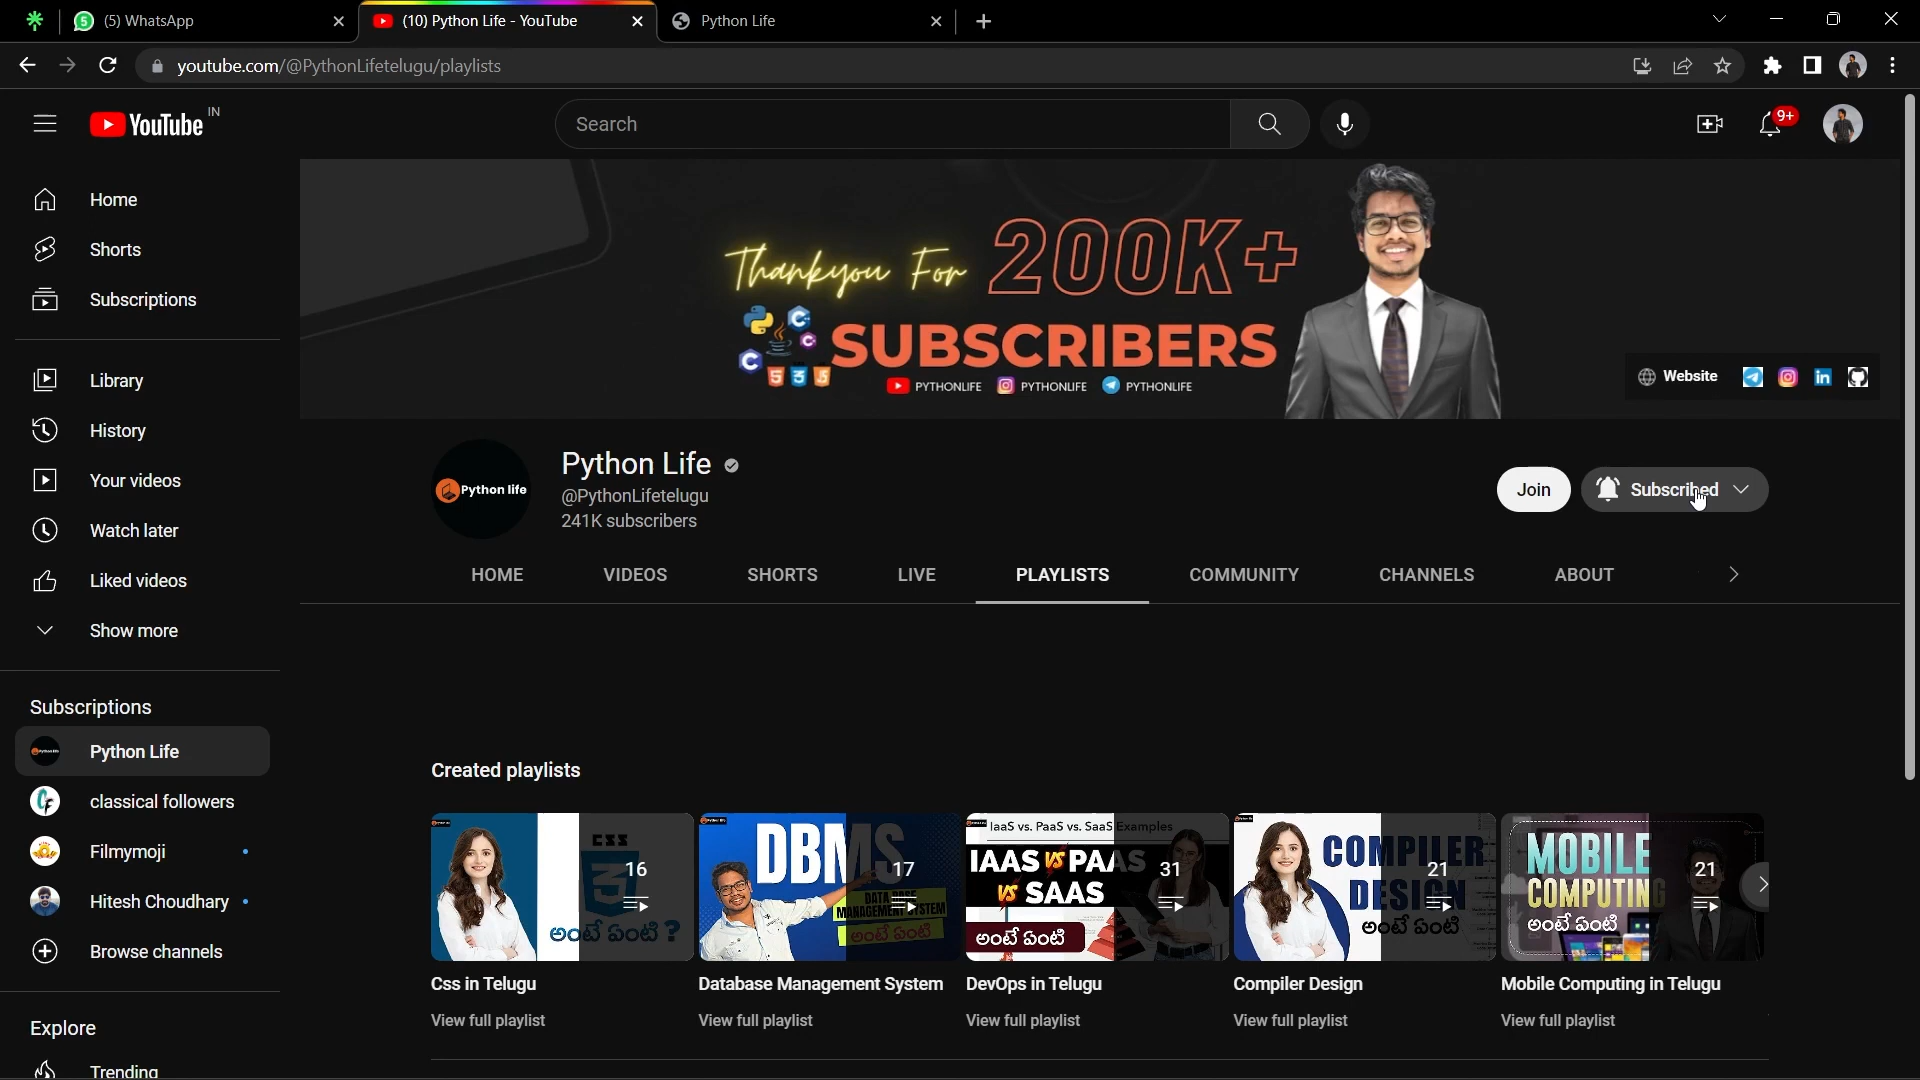 (5) WhatsApp
(10) Python Life - YouTube
Python Life
youtube.com/@PythonLifetelugu/playlists
YouTube IN
Search
9+
Home
Shorts
Subscriptions
Library
History
Your videos
Watch later
Liked videos
Show more
Subscriptions
Python Life
classical followers
Filmymoji
Hitesh Choudhary
Browse channels
Explore
Trending
Thankyou For 200K+
SUBSCRIBERS
PYTHONLIFE PYTHONLIFE PYTHONLIFE
Website
Python life
Python Life
@PythonLifetelugu
241K subscribers
Join
Subscribed
HOME VIDEOS SHORTS LIVE PLAYLISTS COMMUNITY CHANNELS ABOUT
Created playlists
CSS
16
అంటే ఏంటి ?
Css in Telugu
View full playlist
DBMS
17
DATA BASE
MANAGEMENT SYSTEM
అంటే ఏంటి
Database Management System
View full playlist
IaaS vs. PaaS vs. SaaS Examples
IAAS VS PAAS
VS SAAS
31
అంటే ఏంటి
DevOps in Telugu
View full playlist
COMPILER
DESIGN
21
అంటే ఏంటి
Compiler Design
View full playlist
MOBILE
COMPUTING
21
అంటే ఏంటి
Mobile Computing in Telugu
View full playlist